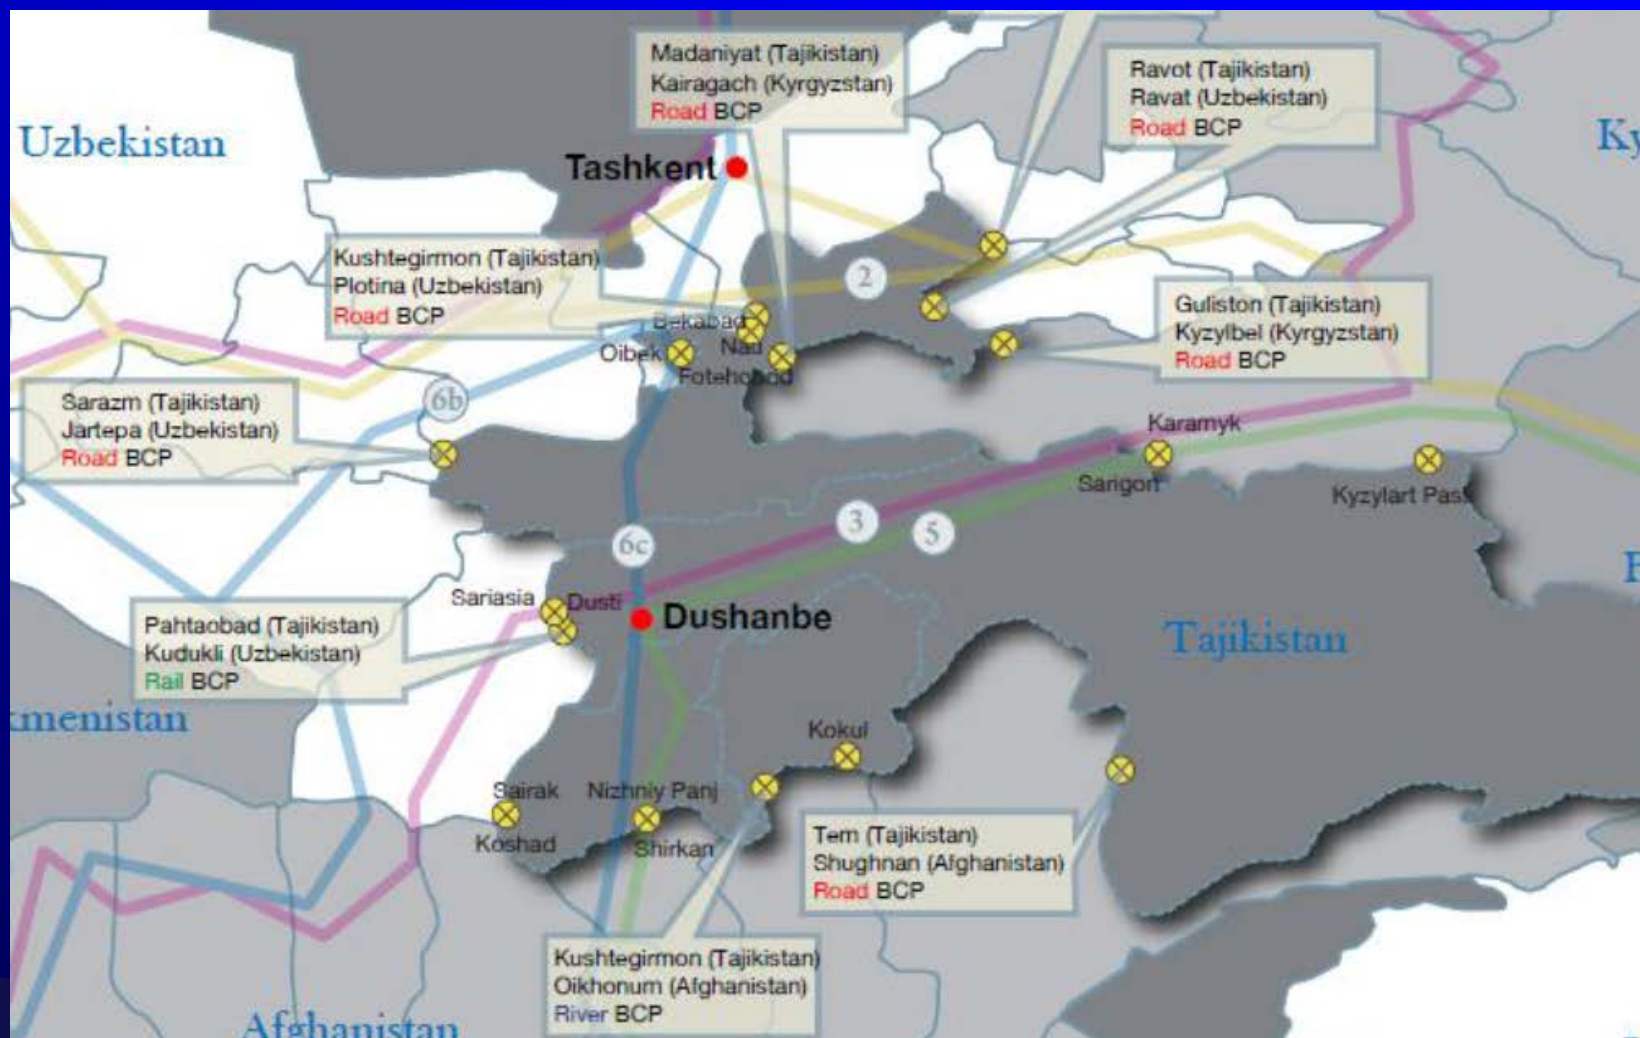 Madaniyat (Tajikistan)
Kairagach (Kyrgyzstan)
Road BCP
Ravot (Tajikistan)
Ravat (Uzbekistan)
Road BCP
Uzbekistan
Ky
Tashkent
Kushtegirmon (Tajikistan)
Plotina (Uzbekistan)
Road BCP
2
Guliston (Tajikistan)
Kyzylbel (Kyrgyzstan)
Road BCP
Bekabad
Nau
Oibek
Fotehobod
Sarazm (Tajikistan)
Jartepa (Uzbekistan)
Road BCP
6b
Karamyk
Sarigon
Kyzylart Pass
3
5
6c
Sariasia
Dusti
Dushanbe
Pahtaobad (Tajikistan)
Kudukli (Uzbekistan)
Rail BCP
Tajikistan
kmenistan
Kokul
Sairak
Nizhniy Panj
Koshad
Shirkan
Tem (Tajikistan)
Shughnan (Afghanistan)
Road BCP
Kushtegirmon (Tajikistan)
Oikhonum (Afghanistan)
River BCP
Afghanistan